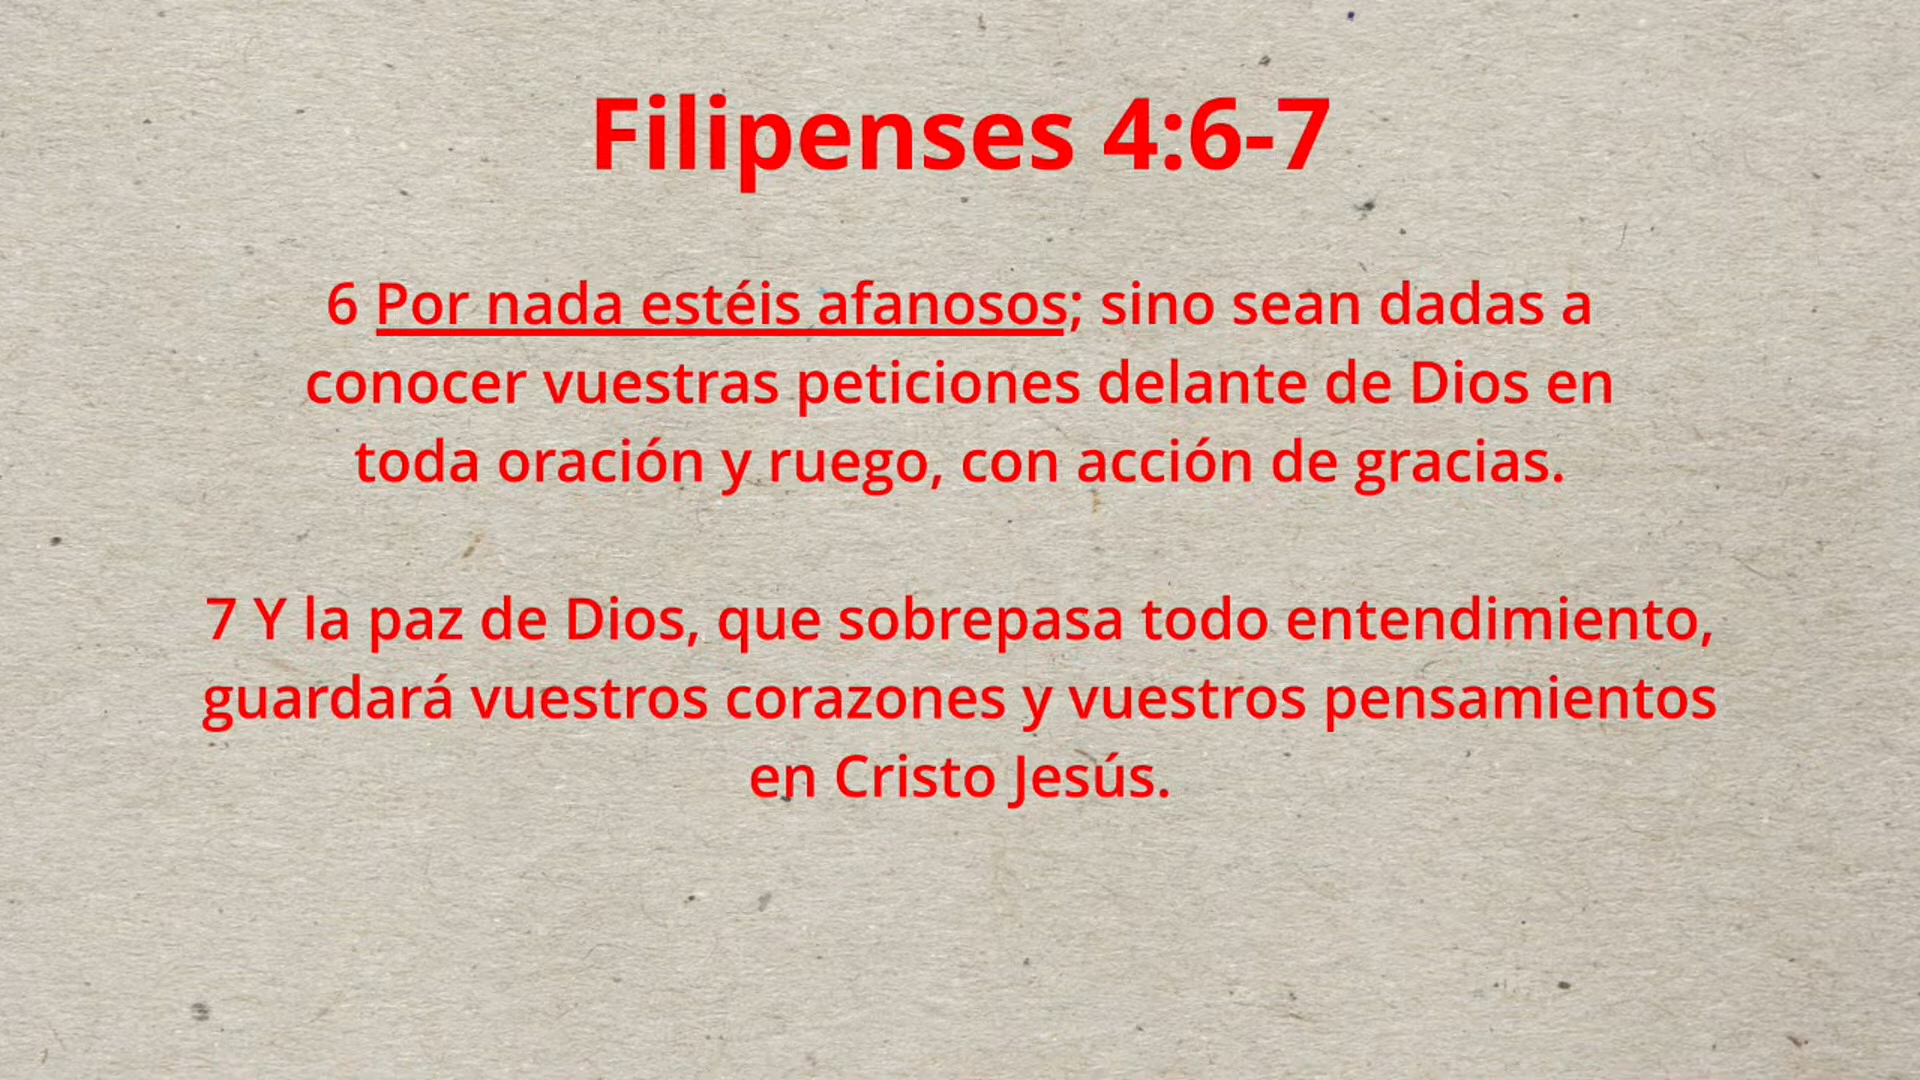 Filipenses 4:6-7
6 Por nada estéis afanosos; sino sean dadas a
conocer vuestras peticiones delante de Dios en
toda oración y ruego, con acción de gracias.
7 Y la paz de Dios, que sobrepasa todo entendimiento,
guardará vuestros corazones y vuestros pensamientos
en Cristo Jesús.